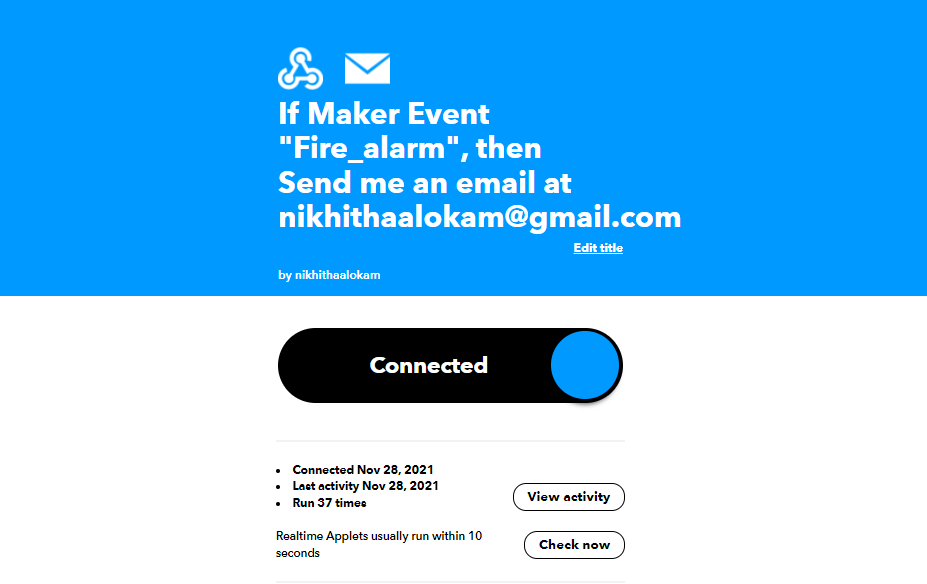 If Maker Event
"Fire_alarm", then
Send me an email at
nikhithaalokam@gmail.com
Edit title
by nikhithaalokam
Connected
Connected Nov 28, 2021
Last activity Nov 28, 2021
Run 37 times
View activity
Realtime Applets usually run within 10
seconds
Check now